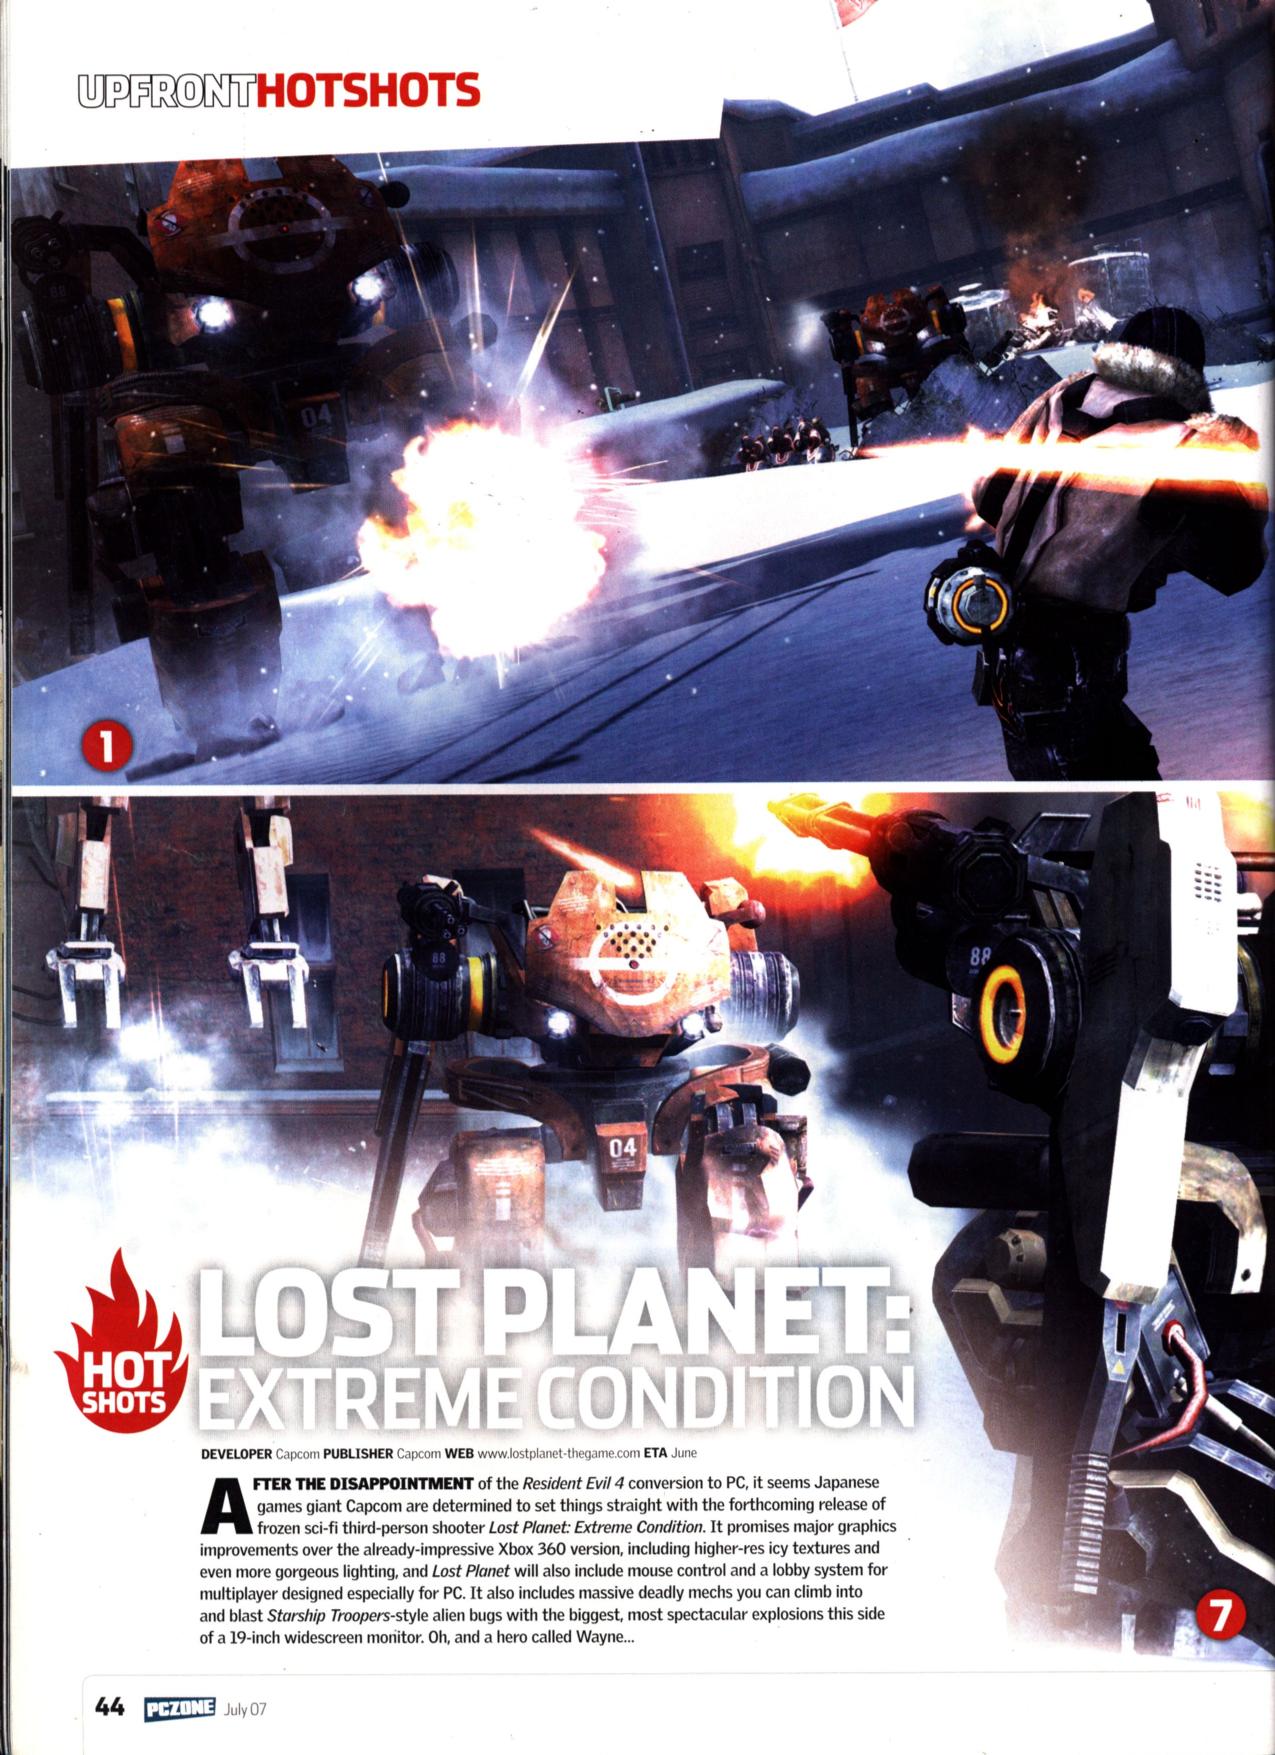 UPFRONTHOTSHOTS
04
1
88
88
04
HOT
SHOTS
LOST PLANET:
EXTREME CONDITION
DEVELOPER Capcom PUBLISHER Capcom WEB www.lostplanet-thegame.com ETA June
AFTER THE DISAPPOINTMENT of the Resident Evil 4 conversion to PC, it seems Japanese
games giant Capcom are determined to set things straight with the forthcoming release of
frozen sci-fi third-person shooter Lost Planet: Extreme Condition. It promises major graphics
improvements over the already-impressive Xbox 360 version, including higher-res icy textures and
even more gorgeous lighting, and Lost Planet will also include mouse control and a lobby system for
multiplayer designed especially for PC. It also includes massive deadly mechs you can climb into
and blast Starship Troopers-style alien bugs with the biggest, most spectacular explosions this side
of a 19-inch widescreen monitor. Oh, and a hero called Wayne...
7
44 PCZONE July 07